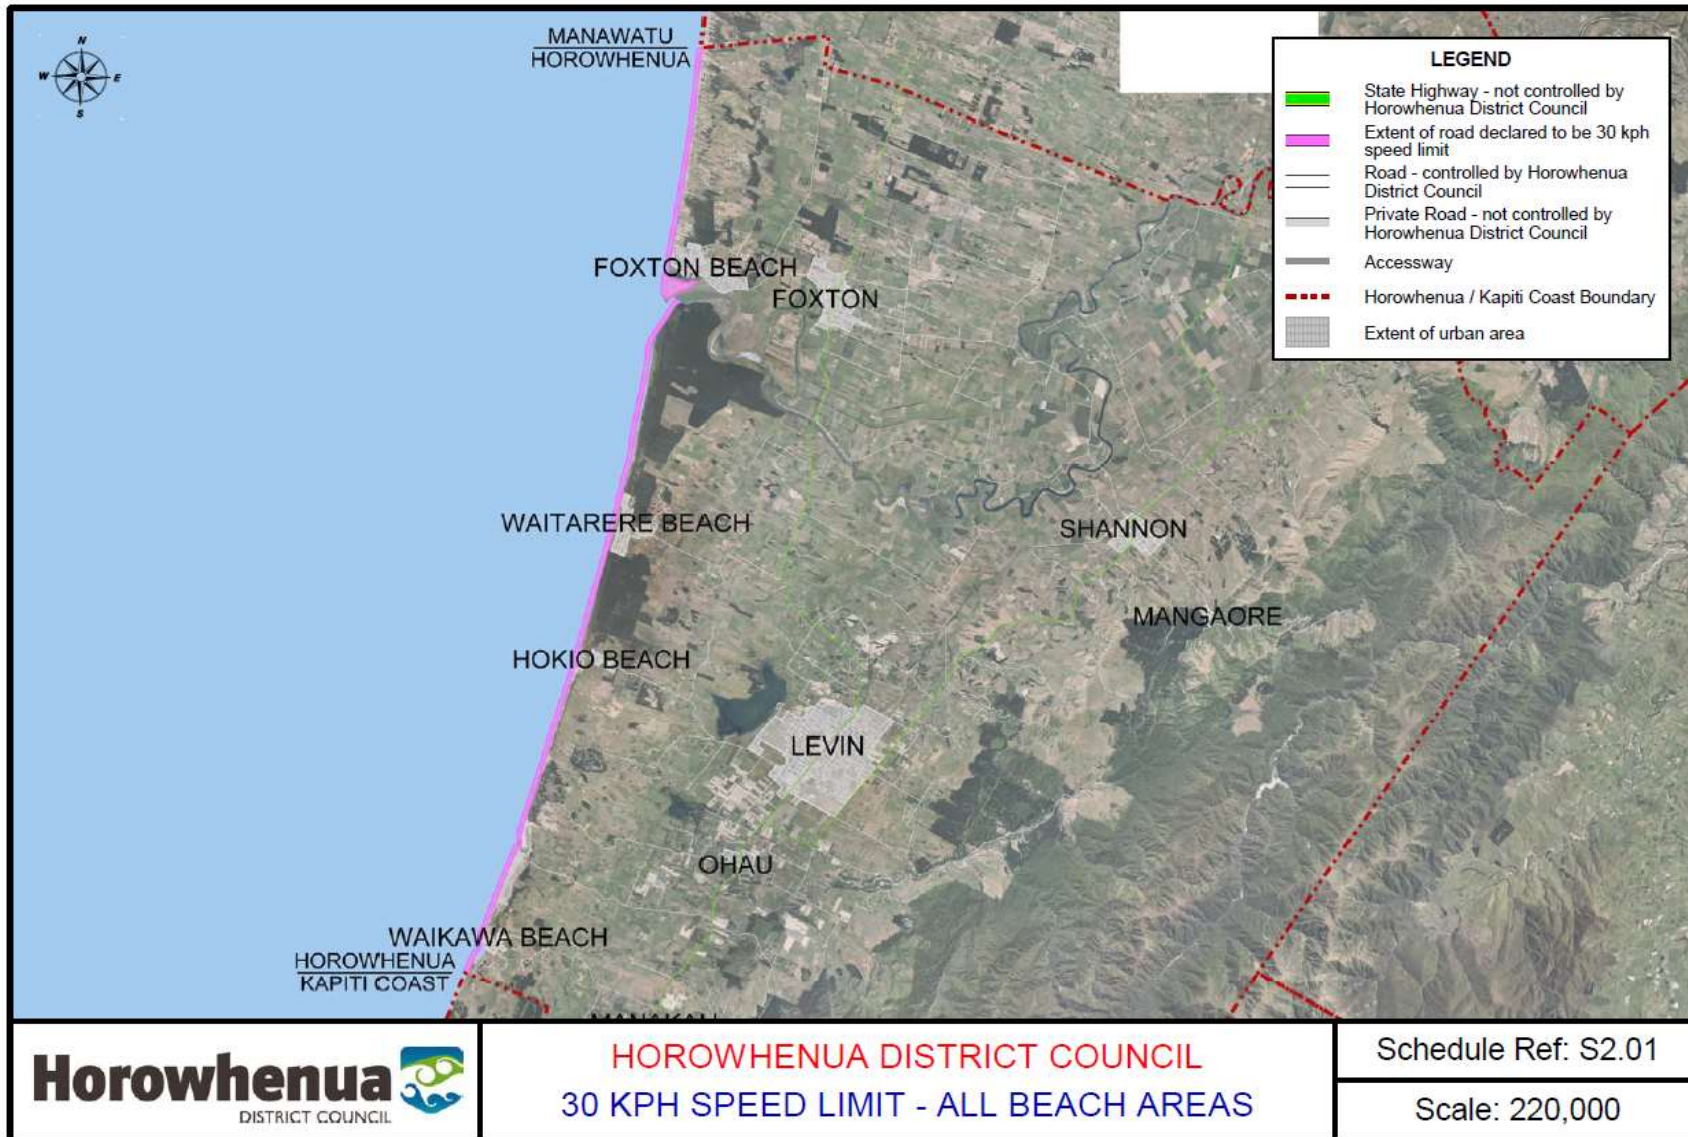 N
W
E
S
MANAWATU
HOROWHENUA
LEGEND
State Highway - not controlled by
Horowhenua District Council
Extent of road declared to be 30 kph
speed limit
Road - controlled by Horowhenua
District Council
Private Road - not controlled by
Horowhenua District Council
Accessway
Horowhenua / Kapiti Coast Boundary
Extent of urban area
FOXTON BEACH
FOXTON
WAITARERE BEACH
SHANNON
MANGAORE
HOKIO BEACH
LEVIN
OHAU
WAIKAWA BEACH
HOROWHENUA
KAPITI COAST
MANAKAU
Horowhenua
DISTRICT COUNCIL
HOROWHENUA DISTRICT COUNCIL
30 KPH SPEED LIMIT - ALL BEACH AREAS
Schedule Ref: S2.01
Scale: 220,000